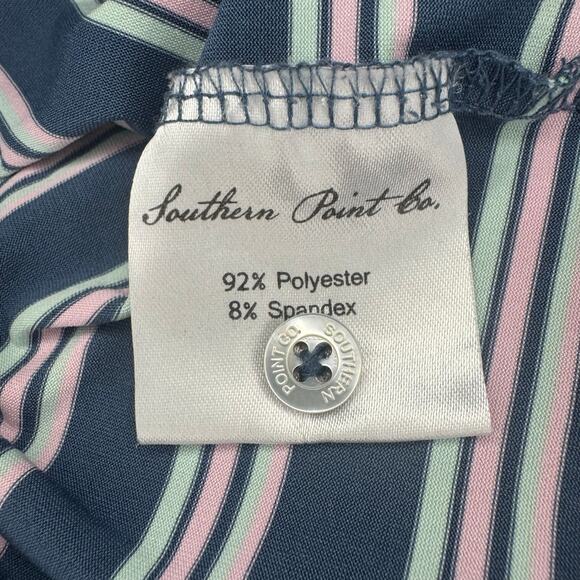 Southern Point Co.
92% Polyester
8% Spandex
SOUTHERN
POINT CO.